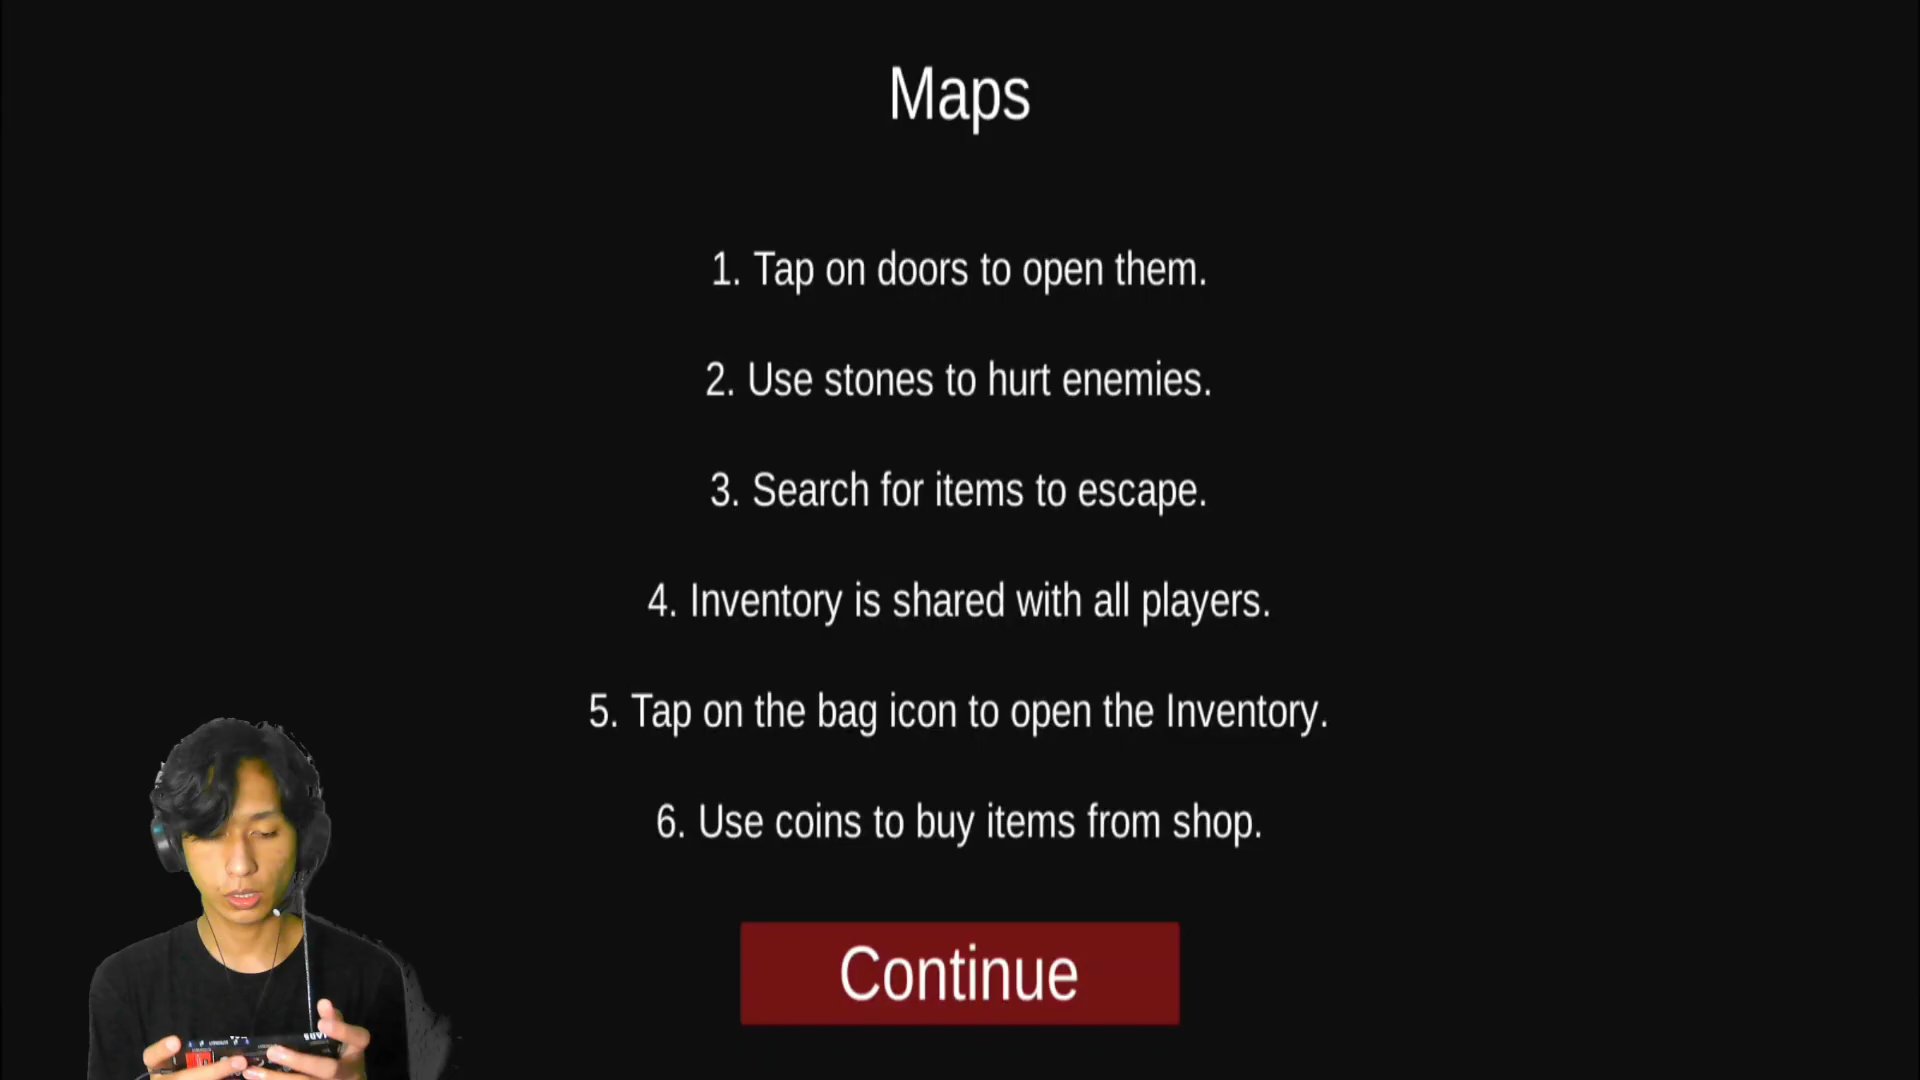 Maps
1. Tap on doors to open them.
2. Use stones to hurt enemies.
3. Search for items to escape.
4. Inventory is shared with all players.
5. Tap on the bag icon to open the Inventory.
6. Use coins to buy items from shop.
Continue